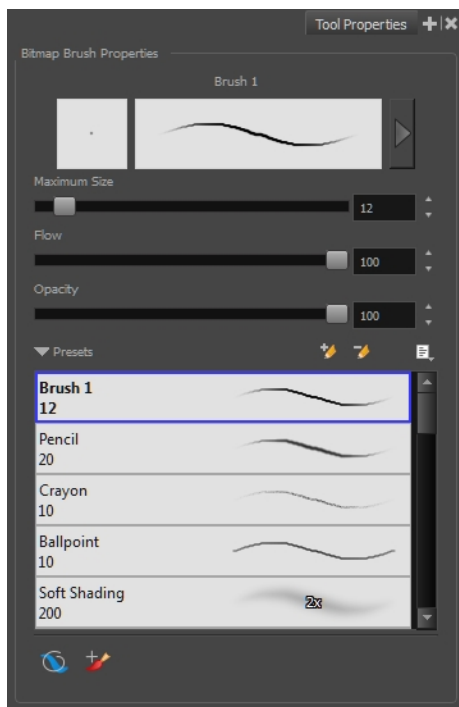 Tool Properties
Bitmap Brush Properties
Brush 1
Maximum Size
12
Flow
100
Opacity
100
Presets
Brush 1
12
Pencil
20
Crayon
10
Ballpoint
10
Soft Shading
200
2x